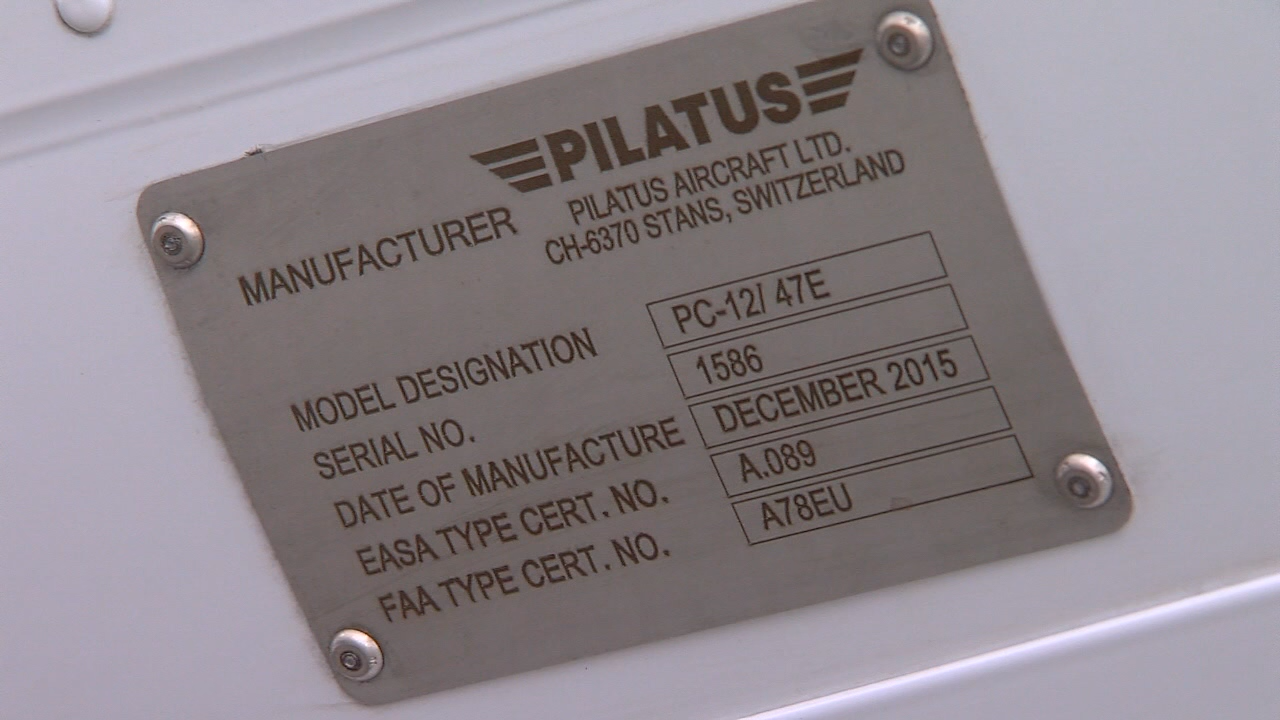 PILATUS
MANUFACTURER PILATUS AIRCRAFT LTD.
CH-6370 STANS, SWITZERLAND
MODEL DESIGNATION PC-12/ 47E
SERIAL NO. 1586
DATE OF MANUFACTURE DECEMBER 2015
EASA TYPE CERT. NO. A.089
FAA TYPE CERT. NO. A78EU